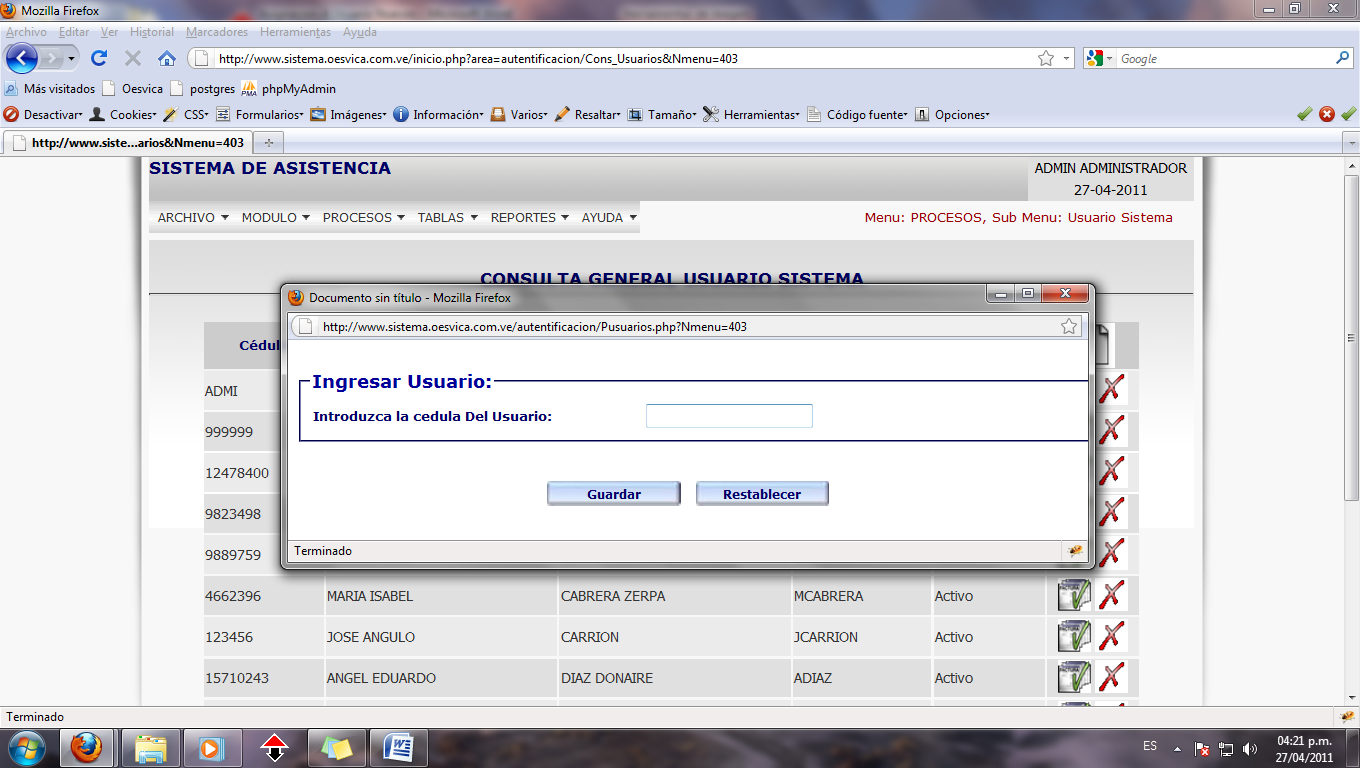 Mozilla Firefox
Archivo Editar Ver Historial Marcadores Herramientas Ayuda
http://www.sistema.oesvica.com.ve/inicio.php?area=autentificacion/Cons_Usuarios&Nmenu=403
Google
Más visitados Oesvica postgres PMA phpMyAdmin
Desactivar Cookies CSS Formularios Imágenes Información Varios Resaltar Tamaño Herramientas Código fuente Opciones
http://www.siste...arios&Nmenu=403
SISTEMA DE ASISTENCIA
ADMIN ADMINISTRADOR
27-04-2011
ARCHIVO MODULO PROCESOS TABLAS REPORTES AYUDA
Menu: PROCESOS, Sub Menu: Usuario Sistema
CONSULTA GENERAL USUARIO SISTEMA
Documento sin título - Mozilla Firefox
http://www.sistema.oesvica.com.ve/autentificacion/Pusuarios.php?Nmenu=403
Ingresar Usuario:
Introduzca la cedula Del Usuario:
Guardar Restablecer
Terminado
Cédul
ADMI
999999
12478400
9823498
9889759
4662396 MARIA ISABEL CABRERA ZERPA MCABRERA Activo
123456 JOSE ANGULO CARRION JCARRION Activo
15710243 ANGEL EDUARDO DIAZ DONAIRE ADIAZ Activo
Terminado
ES
04:21 p.m.
27/04/2011